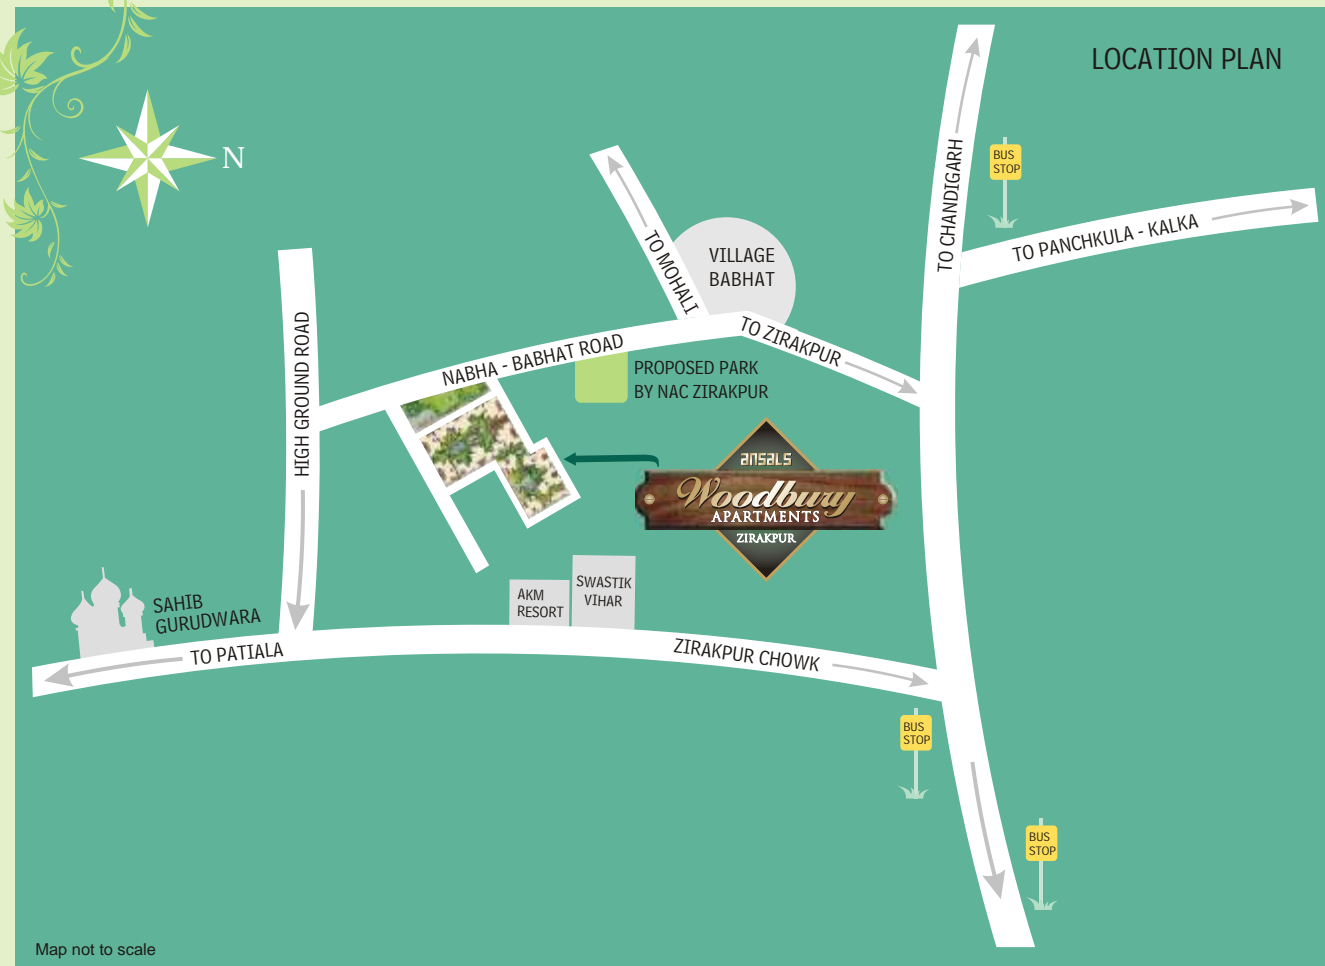 LOCATION PLAN
N
BUS
STOP
TO CHANDIGARH
TO PANCHKULA - KALKA
TO MOHALI
VILLAGE
BABHAT
TO ZIRAKPUR
HIGH GROUND ROAD
NABHA - BABHAT ROAD
PROPOSED PARK
BY NAC ZIRAKPUR
ansals
Woodbury
APARTMENTS
ZIRAKPUR
AKM
RESORT
SWASTIK
VIHAR
SAHIB
GURUDWARA
TO PATIALA
ZIRAKPUR CHOWK
BUS
STOP
BUS
STOP
Map not to scale